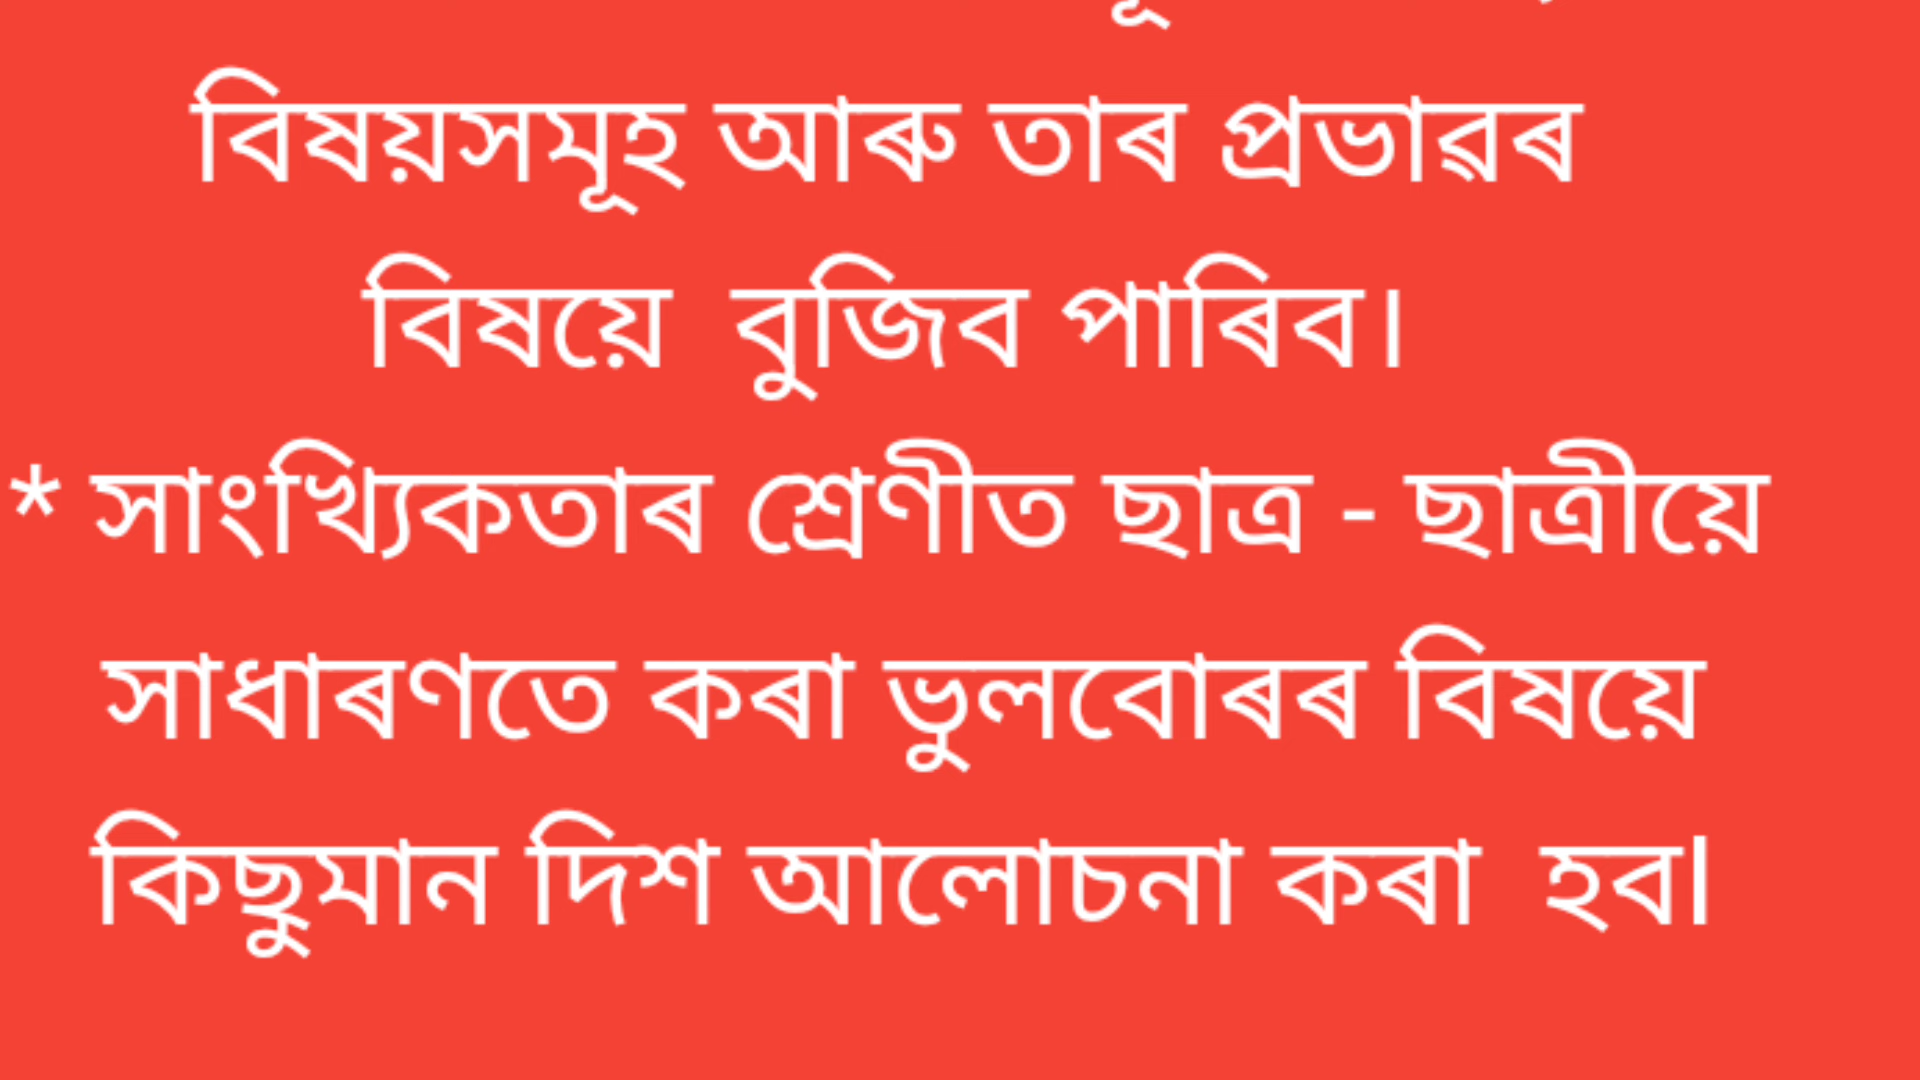 বিষয়সমূহ আৰু তাৰ প্ৰভাৱৰ
বিষয়ে  বুজিব পাৰিব।
* সাংখ্যিকতাৰ শ্ৰেণীত ছাত্ৰ - ছাত্ৰীয়ে
সাধাৰণতে কৰা ভুলবোৰৰ বিষয়ে
কিছুমান দিশ আলোচনা কৰা  হব|